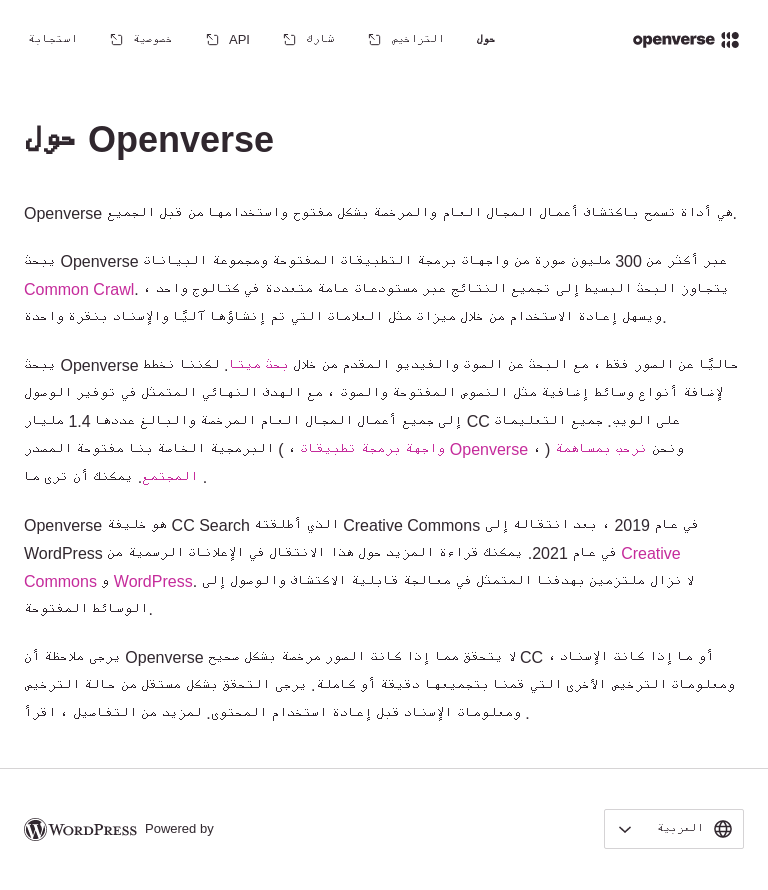 openverse
حول
التراخيص
شارك
API
خصوصية
استجابة
حول Openverse
Openverse هي أداة تسمح باكتشاف أعمال المجال العام والمرخصة بشكل مفتوح واستخدامها من قبل الجميع.
يبحث Openverse عبر أكثر من 300 مليون صورة من واجهات برمجة التطبيقات المفتوحة ومجموعة البيانات
Common Crawl. يتجاوز البحث البسيط إلى تجميع النتائج عبر مستودعات عامة متعددة في كتالوج واحد ،
ويسهل إعادة الاستخدام من خلال ميزات مثل العلامات التي تم إنشاؤها آليًا والإسناد بنقرة واحدة.
يبحث Openverse حاليًا عن الصور فقط ، مع البحث عن الصوت والفيديو المقدم من خلال بحث ميتا. لكننا نخطط
لإضافة أنواع وسائط إضافية مثل النصوص المفتوحة والصوت ، مع الهدف النهائي المتمثل في توفير الوصول
إلى جميع أعمال المجال العام المرخصة والبالغ عددها 1.4 مليار CC على الويب. جميع التعليمات
البرمجية الخاصة بنا مفتوحة المصدر ( ، واجهة برمجة تطبيقات Openverse ، ) ونحن نرحب بمساهمة
المجتمع. يمكنك أن ترى ما .
Openverse هو خليفة CC Search الذي أطلقته Creative Commons في عام 2019 ، بعد انتقاله إلى
WordPress في عام 2021. يمكنك قراءة المزيد حول هذا الانتقال في الإعلانات الرسمية من Creative
Commons و WordPress. لا نزال ملتزمين بهدفنا المتمثل في معالجة قابلية الاكتشاف والوصول إلى
الوسائط المفتوحة.
يرجى ملاحظة أن Openverse لا يتحقق مما إذا كانت الصور مرخصة بشكل صحيح CC ، أو ما إذا كانت الإسناد
ومعلومات الترخيص الأخرى التي قمنا بتجميعها دقيقة أو كاملة. يرجى التحقق بشكل مستقل من حالة الترخيص
ومعلومات الإسناد قبل إعادة استخدام المحتوى. لمزيد من التفاصيل ، اقرأ .
العربية
Powered by WORDPRESS